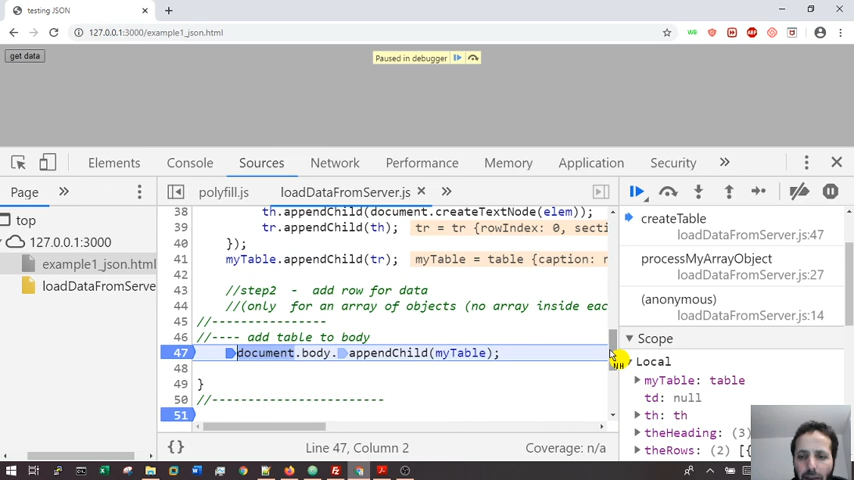 testing JSON
127.0.0.1:3000/example1_json.html
get data
Paused in debugger
Elements Console Sources Network Performance Memory Application Security
Page polyfill.js loadDataFromServer.js
top
127.0.0.1:3000
example1_json.html
loadDataFromServe
38 th.appendChild(document.createTextNode(elem));
39 tr.appendChild(th); tr = tr {rowIndex: 0, secti
40 });
41 myTable.appendChild(tr); myTable = table {caption: n
42
43 //step2 - add row for data
44 //(only for an array of objects (no array inside eac
45 //----------------
46 //---- add table to body
47 document.body.appendChild(myTable);
48
49 }
50 //------------------------
51
{} Line 47, Column 2 Coverage: n/a
createTable
loadDataFromServer.js:47
processMyArrayObject
loadDataFromServer.js:27
(anonymous)
loadDataFromServer.js:14
Scope
Local
myTable: table
td: null
th: th
theHeading: (3)
theRows: (2) [{